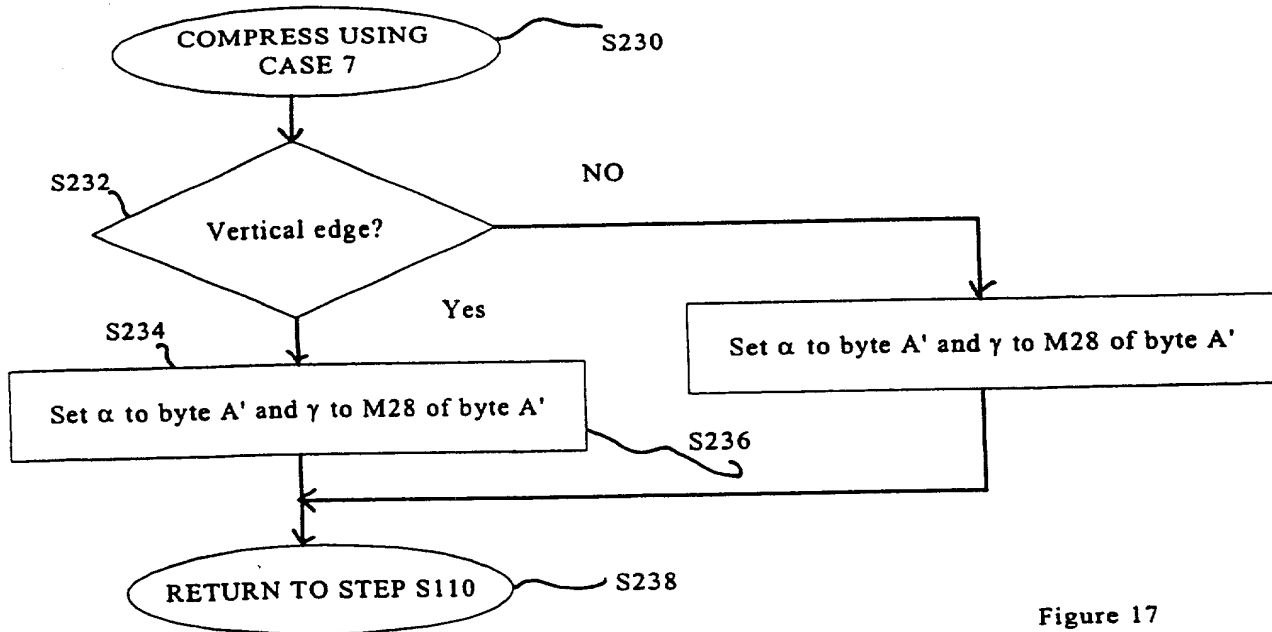 COMPRESS USING
CASE 7
S230
S232
NO
Vertical edge?
Yes
S234
Set α to byte A' and γ to M28 of byte A'
Set α to byte A' and γ to M28 of byte A'
S236
RETURN TO STEP S110
S238
Figure 17